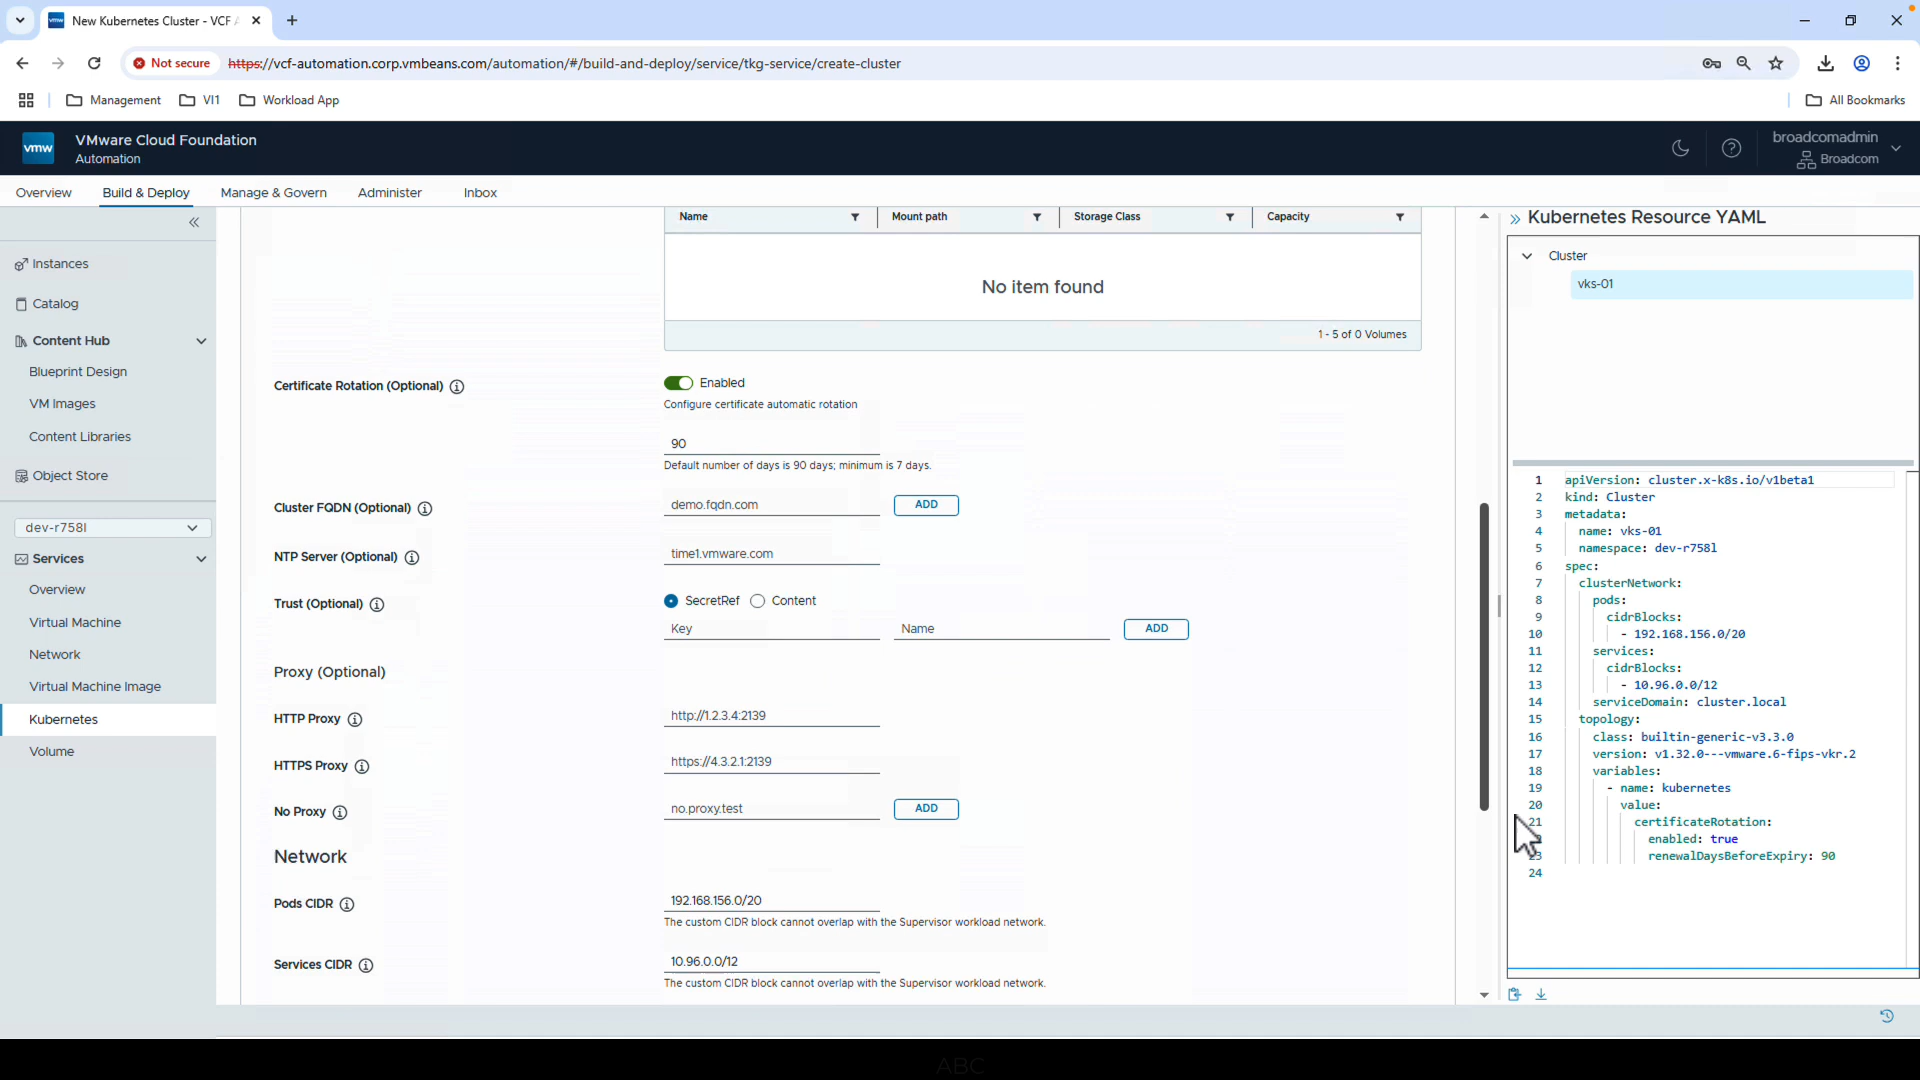 vmw New Kubernetes Cluster - VCF A
Not secure https://vcf-automation.corp.vmbeans.com/automation/#/build-and-deploy/service/tkg-service/create-cluster
Management VI1 Workload App All Bookmarks
vmw VMware Cloud Foundation
Automation
broadcomadmin
Broadcom
Overview Build & Deploy Manage & Govern Administer Inbox
Instances
Catalog
Content Hub
Blueprint Design
VM Images
Content Libraries
Object Store
dev-r758l
Services
Overview
Virtual Machine
Network
Virtual Machine Image
Kubernetes
Volume
Name Mount path Storage Class Capacity
No item found
1 - 5 of 0 Volumes
Certificate Rotation (Optional) Enabled
Configure certificate automatic rotation
90
Default number of days is 90 days; minimum is 7 days.
Cluster FQDN (Optional) demo.fqdn.com ADD
NTP Server (Optional) time1.vmware.com
Trust (Optional) SecretRef Content
Key Name ADD
Proxy (Optional)
HTTP Proxy http://1.2.3.4:2139
HTTPS Proxy https://4.3.2.1:2139
No Proxy no.proxy.test ADD
Network
Pods CIDR 192.168.156.0/20
The custom CIDR block cannot overlap with the Supervisor workload network.
Services CIDR 10.96.0.0/12
The custom CIDR block cannot overlap with the Supervisor workload network.
Kubernetes Resource YAML
Cluster
vks-01
1 apiVersion: cluster.x-k8s.io/v1beta1
2 kind: Cluster
3 metadata:
4 name: vks-01
5 namespace: dev-r758l
6 spec:
7 clusterNetwork:
8 pods:
9 cidrBlocks:
10 - 192.168.156.0/20
11 services:
12 cidrBlocks:
13 - 10.96.0.0/12
14 serviceDomain: cluster.local
15 topology:
16 class: builtin-generic-v3.3.0
17 version: v1.32.0---vmware.6-fips-vkr.2
18 variables:
19 - name: kubernetes
20 value:
21 certificateRotation:
enabled: true
23 renewalDaysBeforeExpiry: 90
24
ABC